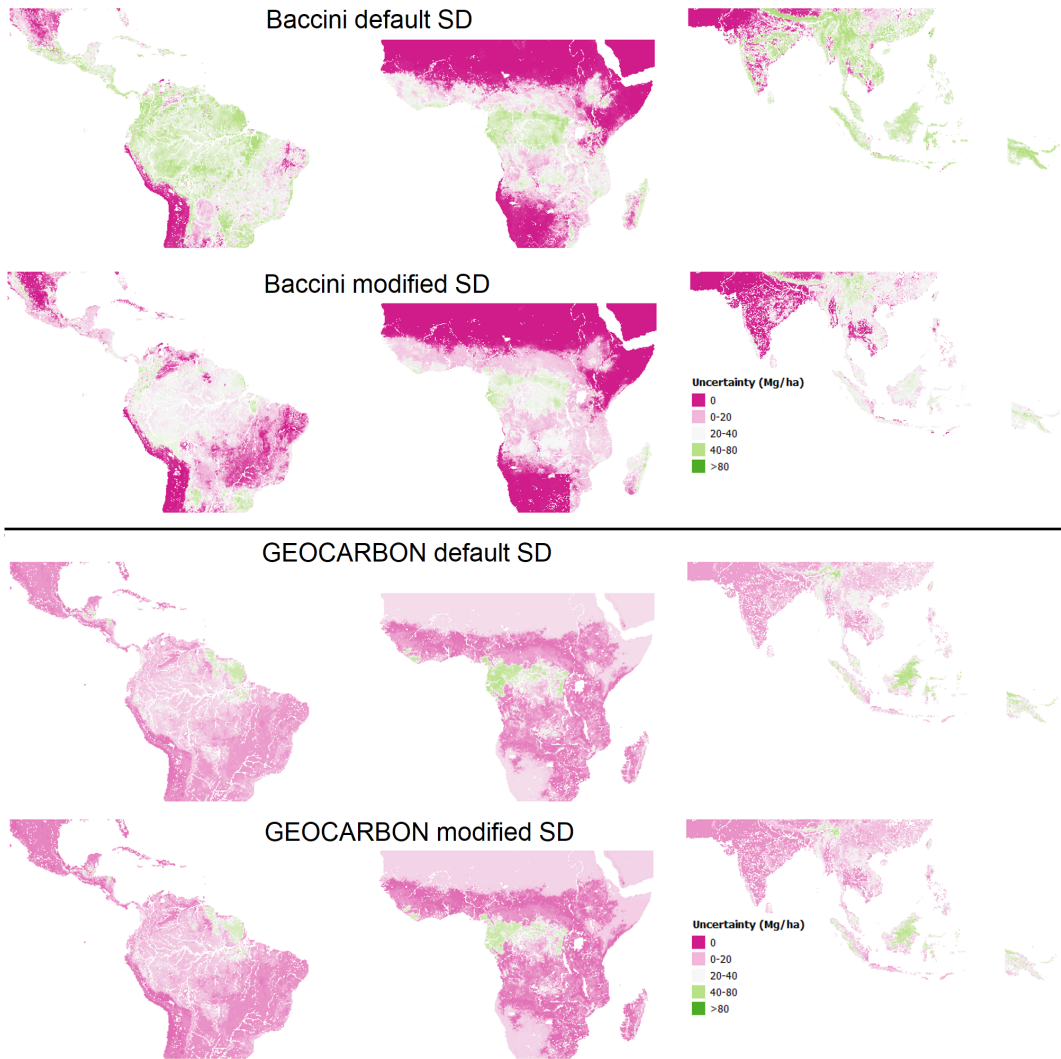 Baccini default SD
Baccini modified SD
Uncertainty (Mg/ha)
0
0-20
20-40
40-80
>80
GEOCARBON default SD
GEOCARBON modified SD
Uncertainty (Mg/ha)
0
0-20
20-40
40-80
>80